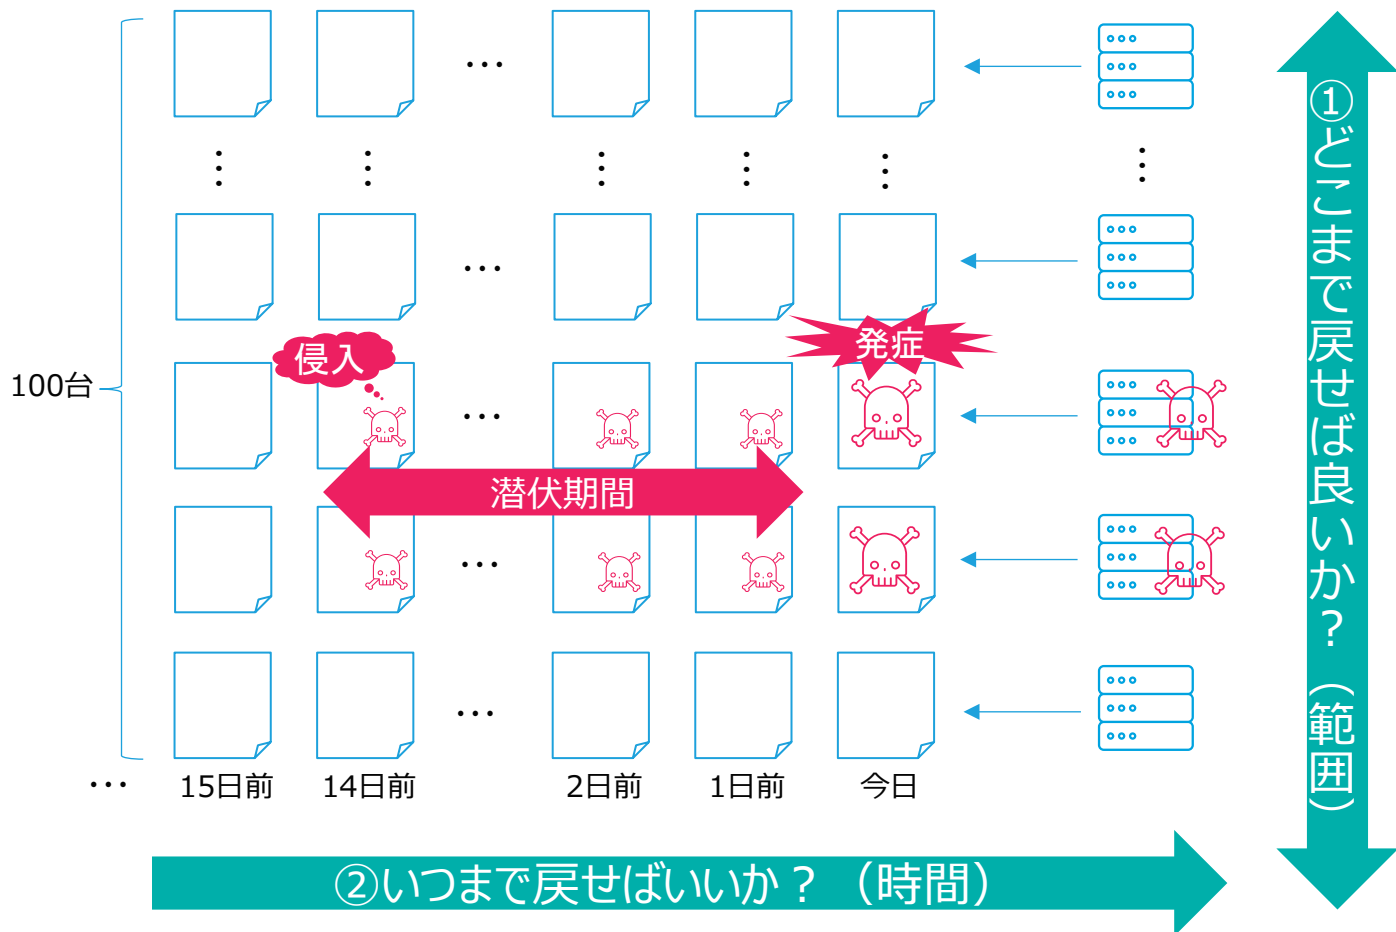 ①どこまで戻せば良いか？（範囲）
侵入
発症
100台
潜伏期間
… 15日前 14日前 2日前 1日前 今日
②いつまで戻せばいいか？（時間）